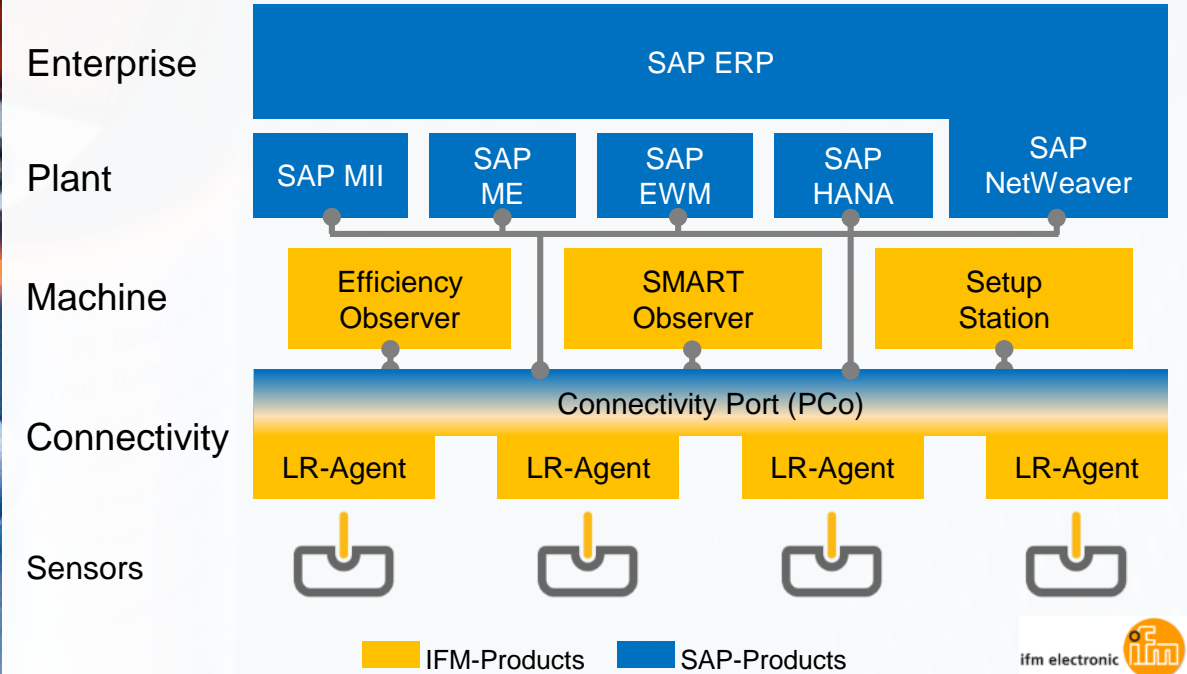 Enterprise
SAP ERP
Plant
SAP MII
SAP
ME
SAP
EWM
SAP
HANA
SAP
NetWeaver
Machine
Efficiency
Observer
SMART
Observer
Setup
Station
Connectivity
Connectivity Port (PCo)
LR-Agent
LR-Agent
LR-Agent
LR-Agent
Sensors
IFM-Products
SAP-Products
ifm electronic
ifm